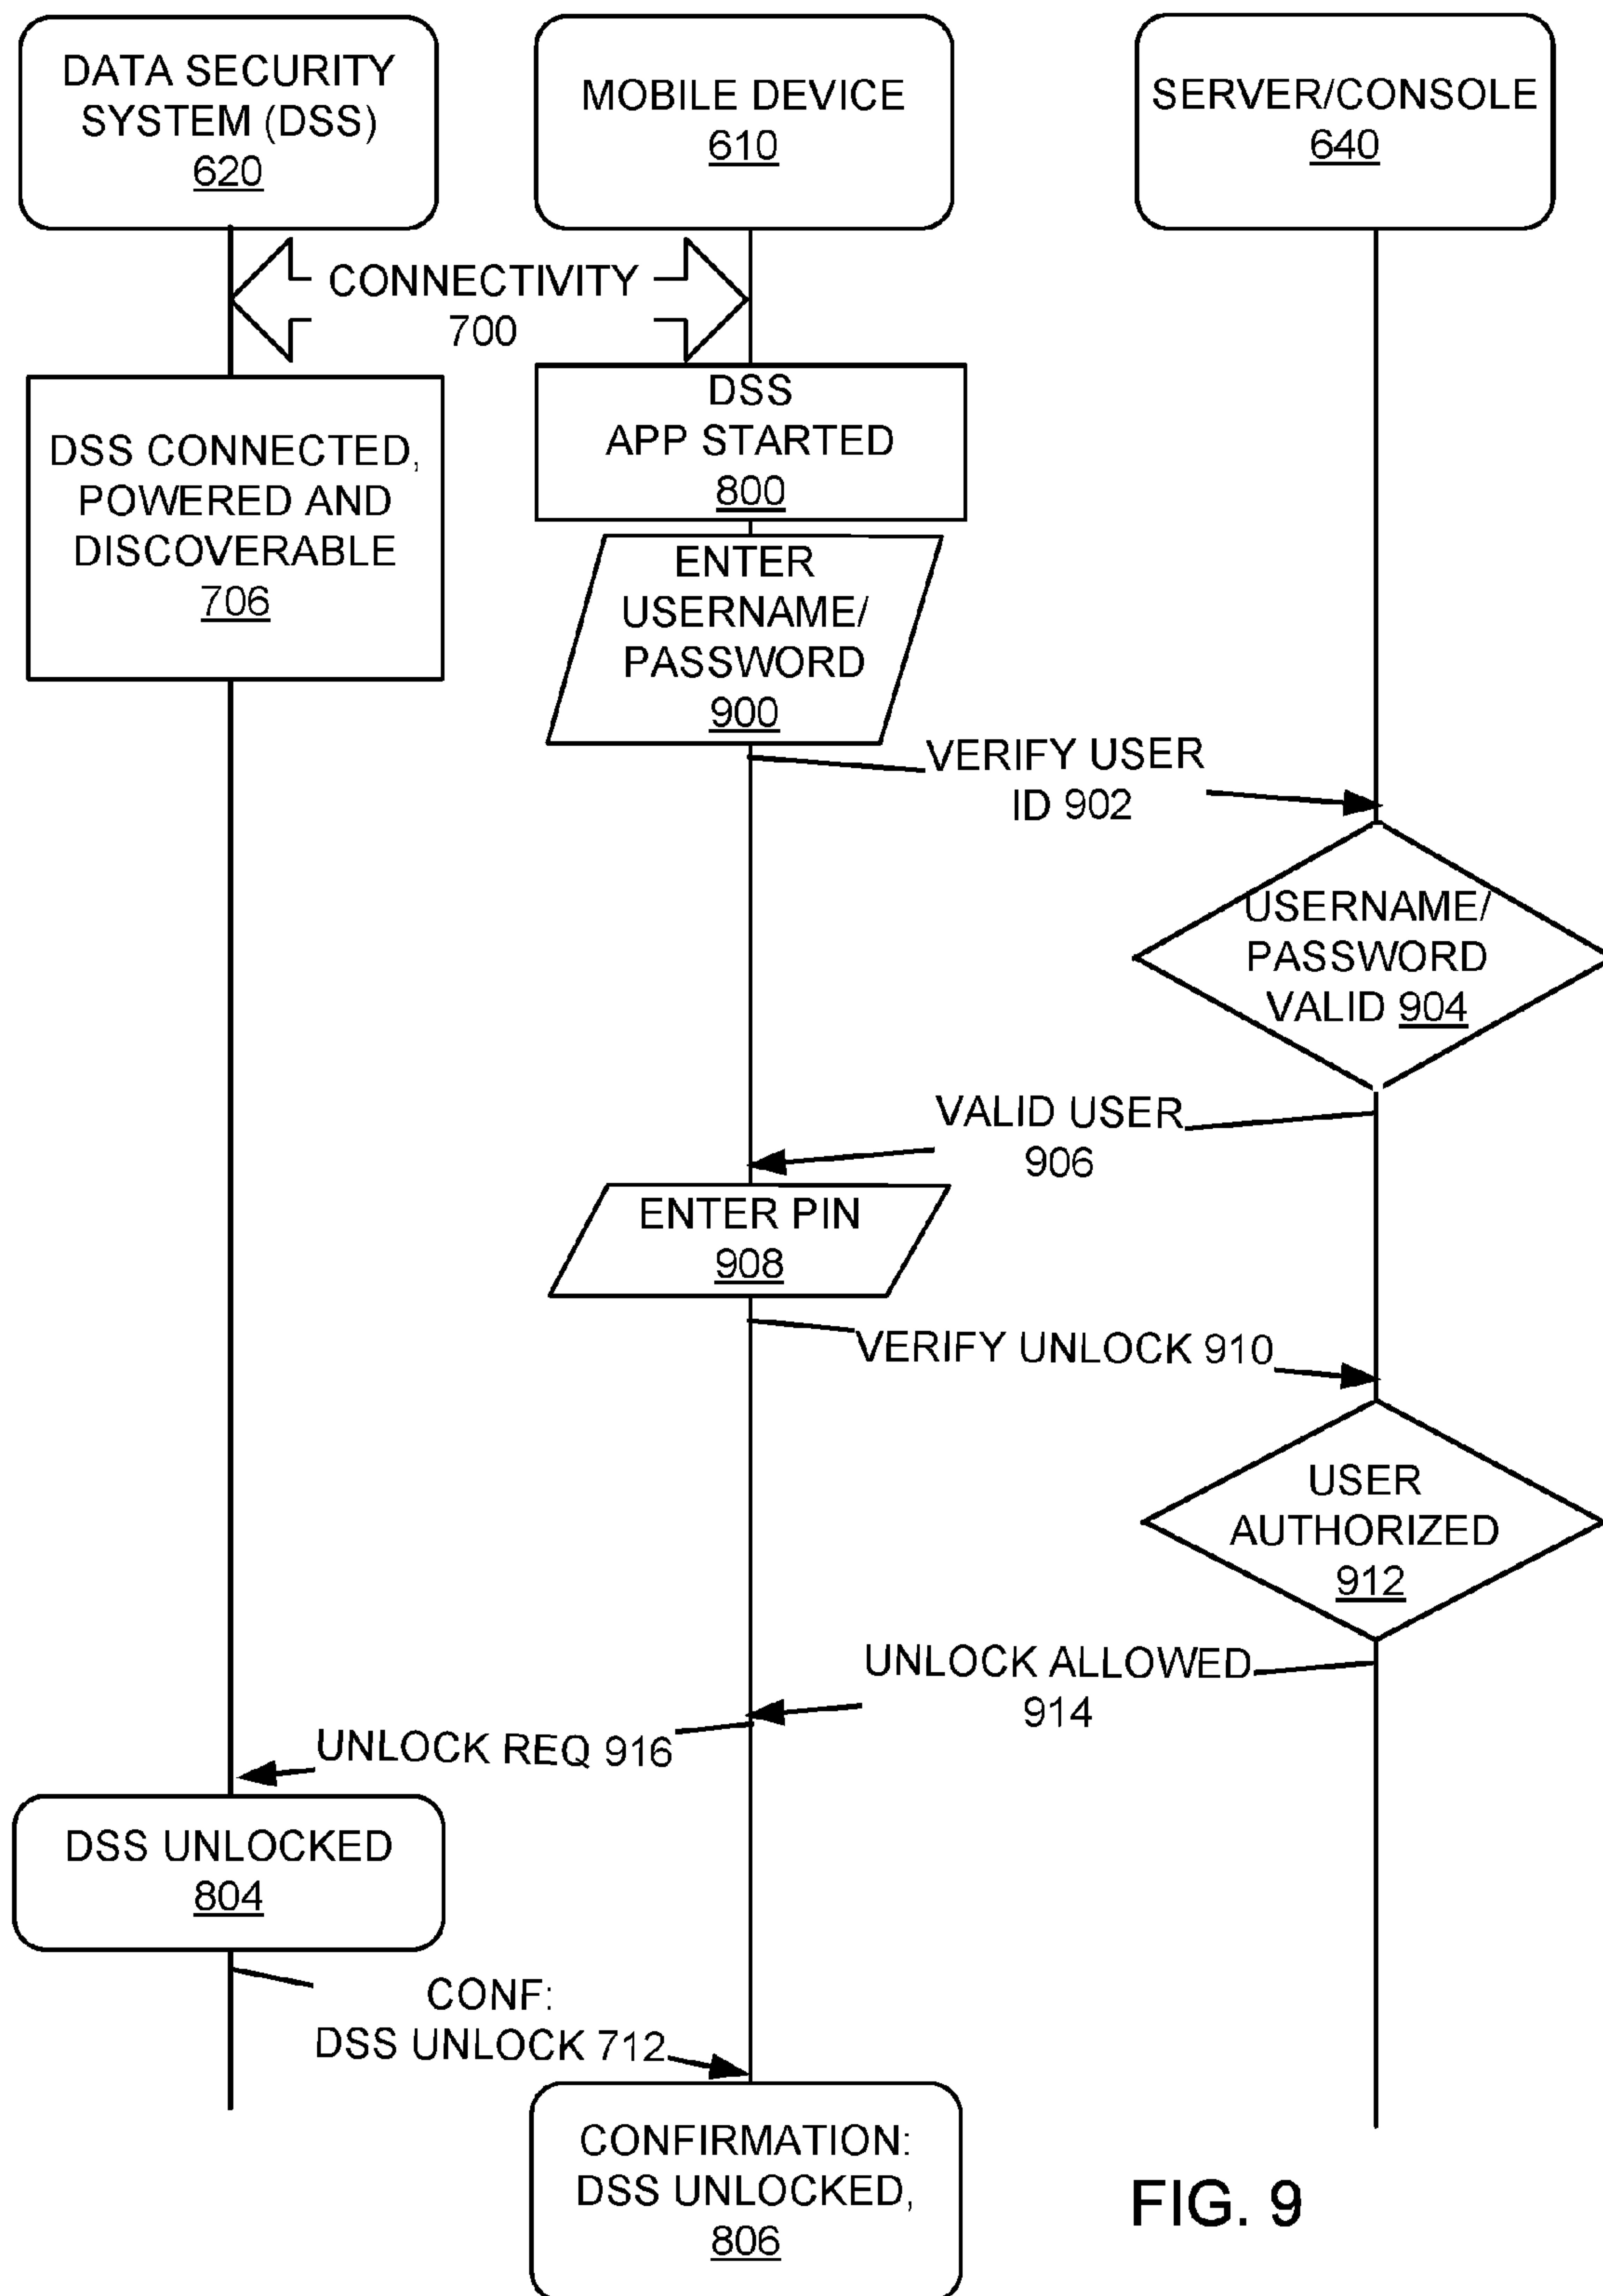 DATA SECURITY
SYSTEM (DSS)
620
MOBILE DEVICE
610
SERVER/CONSOLE
640
CONNECTIVITY
700
DSS CONNECTED,
POWERED AND
DISCOVERABLE
706
DSS
APP STARTED
800
ENTER
USERNAME/
PASSWORD
900
VERIFY USER
ID 902
USERNAME/
PASSWORD
VALID 904
VALID USER
906
ENTER PIN
908
VERIFY UNLOCK 910
USER
AUTHORIZED
912
UNLOCK ALLOWED
914
UNLOCK REQ 916
DSS UNLOCKED
804
CONF:
DSS UNLOCK 712
CONFIRMATION:
DSS UNLOCKED,
806
FIG. 9